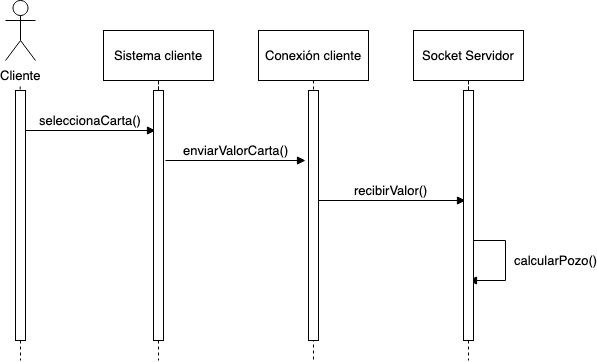 Cliente
Sistema cliente
Conexión cliente
Socket Servidor
seleccionaCarta()
enviarValorCarta()
recibirValor()
calcularPozo()